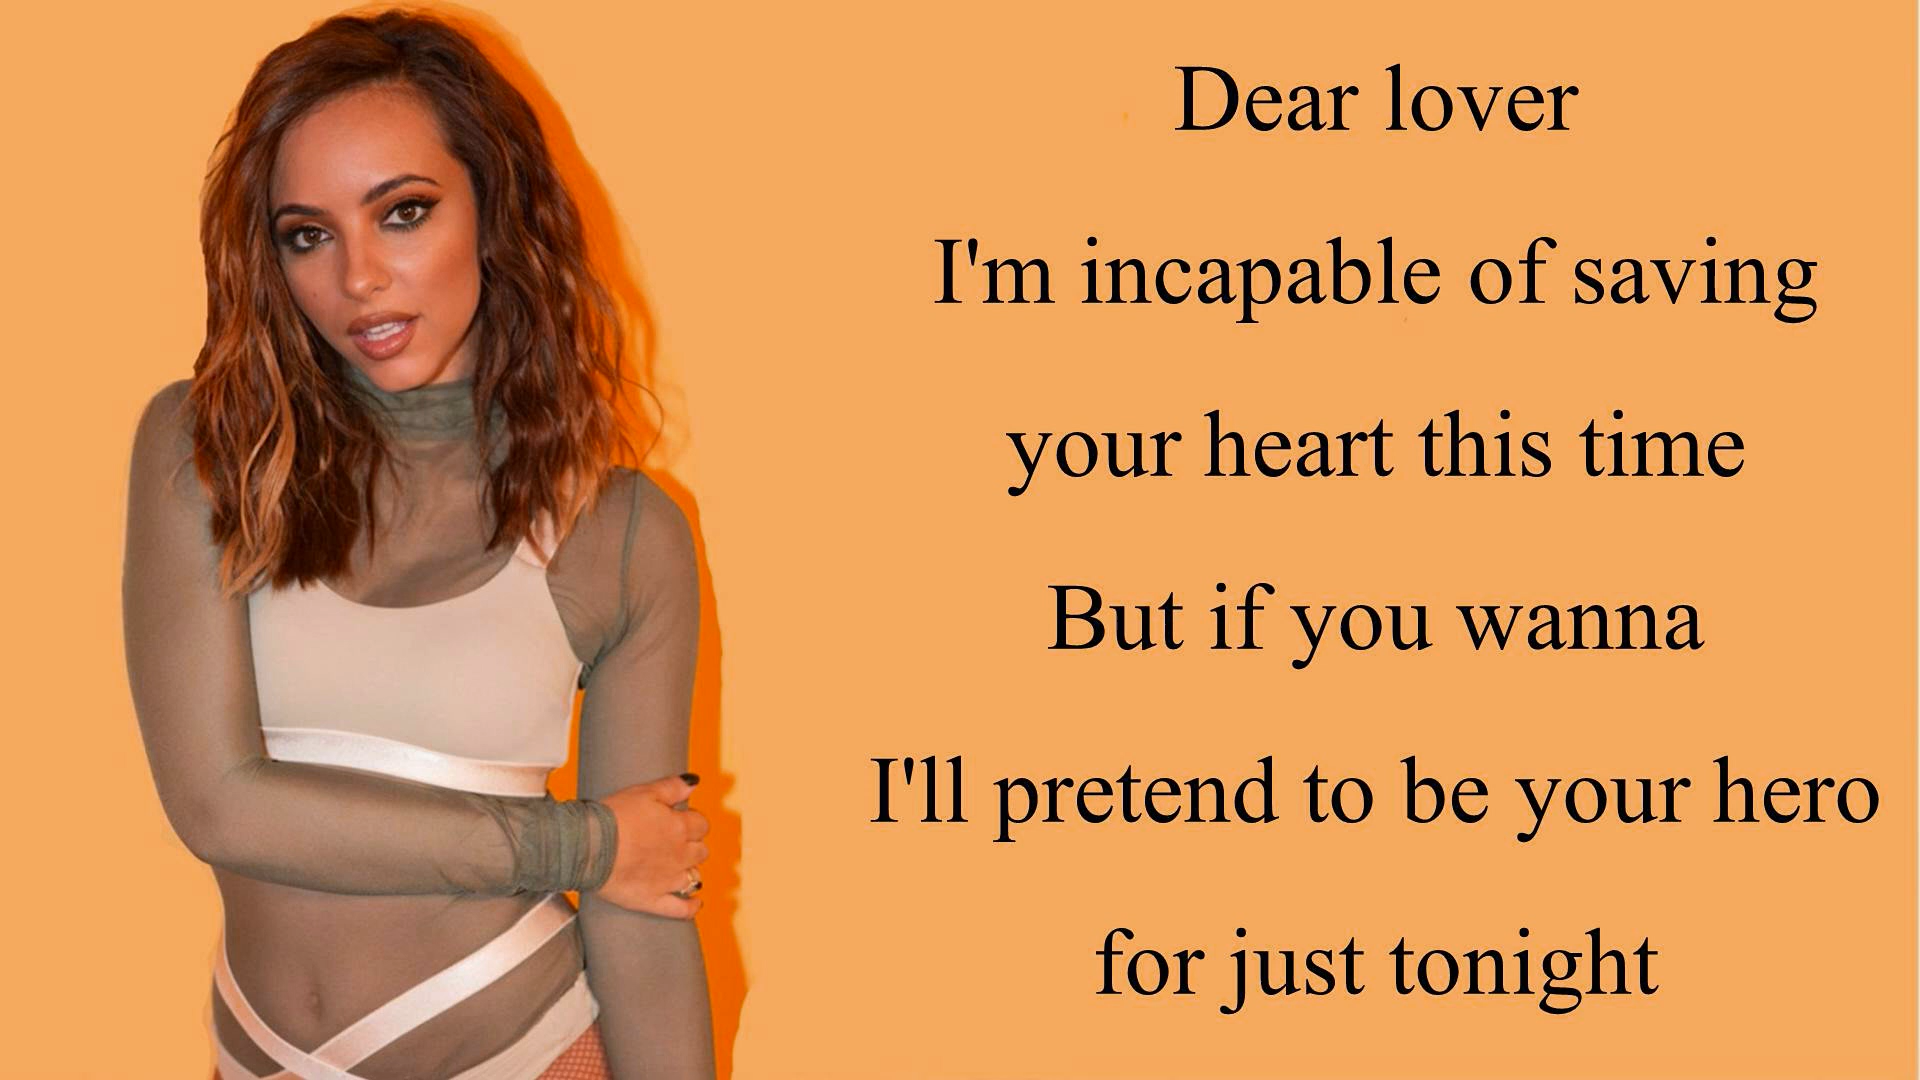 Dear lover
I'm incapable of saving
your heart this time
But if you wanna
I'll pretend to be your hero
for just tonight